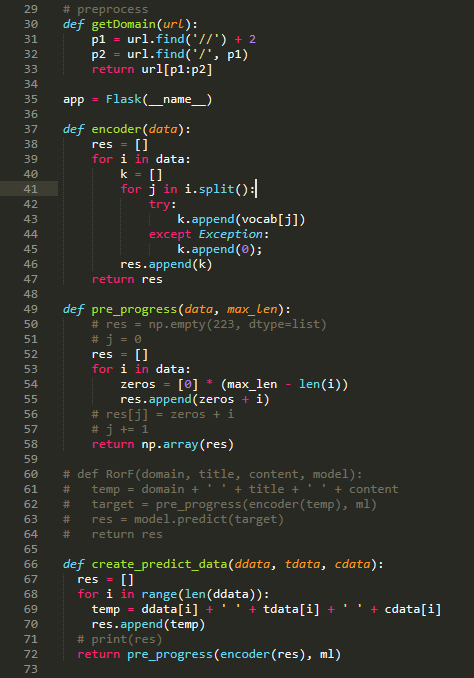 29 # preprocess
30 def getDomain(url):
31     p1 = url.find('//') + 2
32     p2 = url.find('/', p1)
33     return url[p1:p2]
34
35 app = Flask(__name__)
36
37 def encoder(data):
38     res = []
39     for i in data:
40         k = []
41         for j in i.split():
42             try:
43                 k.append(vocab[j])
44             except Exception:
45                 k.append(0);
46         res.append(k)
47     return res
48
49 def pre_progress(data, max_len):
50     # res = np.empty(223, dtype=list)
51     # j = 0
52     res = []
53     for i in data:
54         zeros = [0] * (max_len - len(i))
55         res.append(zeros + i)
56     # res[j] = zeros + i
57     # j += 1
58     return np.array(res)
59
60 # def RorF(domain, title, content, model):
61 #   temp = domain + ' ' + title + ' ' + content
62 #   target = pre_progress(encoder(temp), ml)
63 #   res = model.predict(target)
64 #   return res
65
66 def create_predict_data(ddata, tdata, cdata):
67   res = []
68   for i in range(len(ddata)):
69     temp = ddata[i] + ' ' + tdata[i] + ' ' + cdata[i]
70     res.append(temp)
71   # print(res)
72   return pre_progress(encoder(res), ml)
73